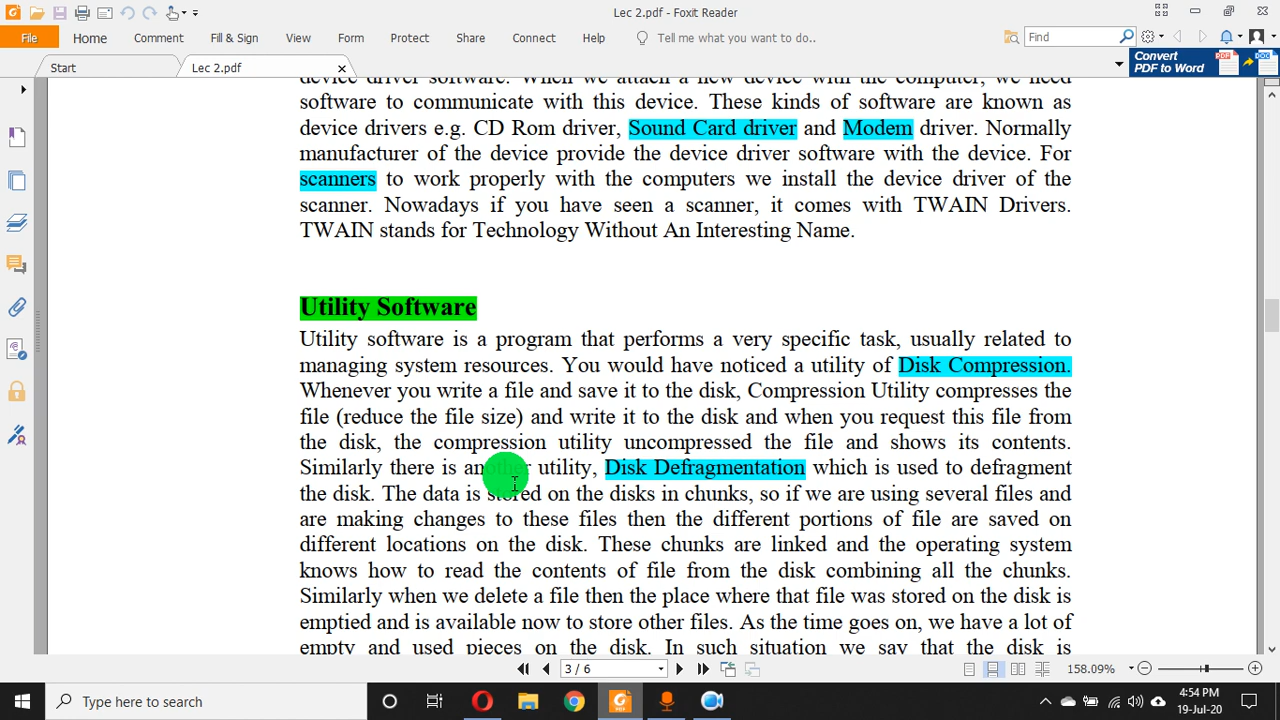 Lec 2.pdf - Foxit Reader
File Home Comment Fill & Sign View Form Protect Share Connect Help Tell me what you want to do.. Find
Start Lec 2.pdf
Convert
PDF to Word
device driver software. When we attach a new device with the computer, we need
software to communicate with this device. These kinds of software are known as
device drivers e.g. CD Rom driver, Sound Card driver and Modem driver. Normally
manufacturer of the device provide the device driver software with the device. For
scanners to work properly with the computers we install the device driver of the
scanner. Nowadays if you have seen a scanner, it comes with TWAIN Drivers.
TWAIN stands for Technology Without An Interesting Name.
Utility Software
Utility software is a program that performs a very specific task, usually related to
managing system resources. You would have noticed a utility of Disk Compression.
Whenever you write a file and save it to the disk, Compression Utility compresses the
file (reduce the file size) and write it to the disk and when you request this file from
the disk, the compression utility uncompressed the file and shows its contents.
Similarly there is another utility, Disk Defragmentation which is used to defragment
the disk. The data is stored on the disks in chunks, so if we are using several files and
are making changes to these files then the different portions of file are saved on
different locations on the disk. These chunks are linked and the operating system
knows how to read the contents of file from the disk combining all the chunks.
Similarly when we delete a file then the place where that file was stored on the disk is
emptied and is available now to store other files. As the time goes on, we have a lot of
empty and used pieces on the disk. In such situation we say that the disk is
3 / 6 158.09%
Type here to search
4:54 PM
19-Jul-20